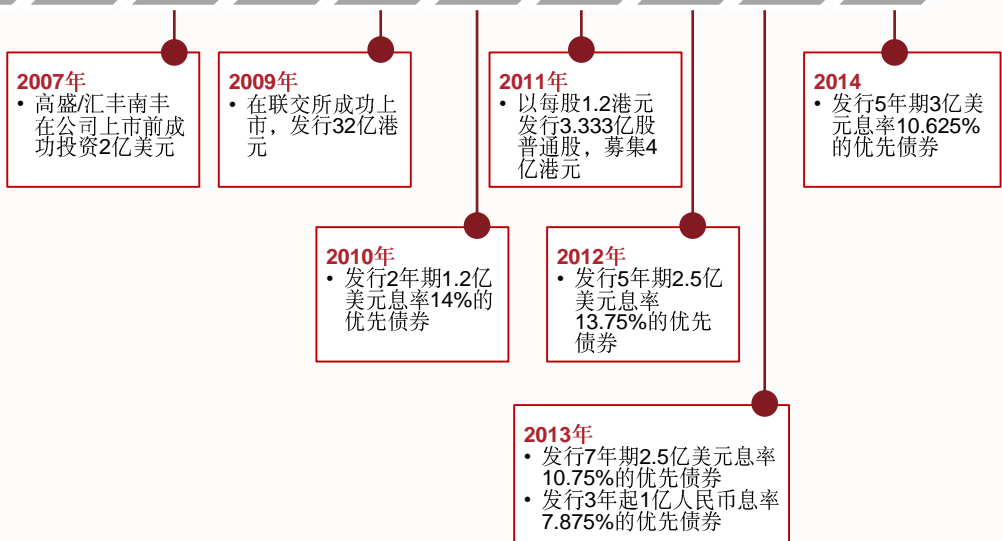 2007年
• 高盛/汇丰南丰
在公司上市前成
功投资2亿美元
2009年
• 在联交所成功上
市，发行32亿港
元
2011年
• 以每股1.2港元
发行3.333亿股
普通股，募集4
亿港元
2014
• 发行5年期3亿美
元息率10.625%
的优先债券
2010年
• 发行2年期1.2亿
美元息率14%的
优先债券
2012年
• 发行5年期2.5亿
美元息率
13.75%的优先
债券
2013年
• 发行7年期2.5亿美元息率
10.75%的优先债券
• 发行3年起1亿人民币息率
7.875%的优先债券